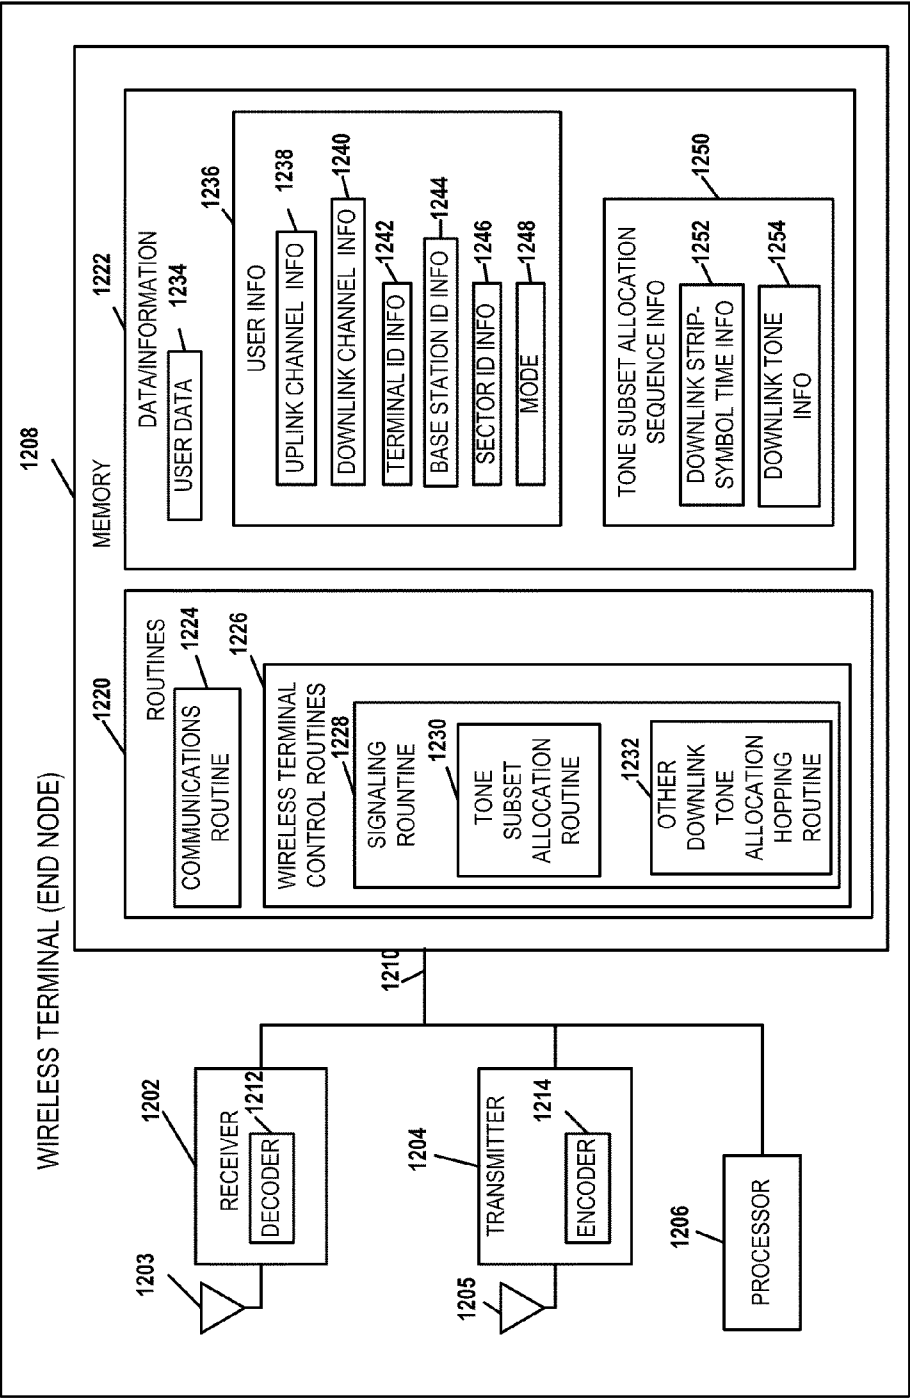 WIRELESS TERMINAL (END NODE)
1203
1202
RECEIVER
1212
DECODER
1205
1204
TRANSMITTER
1214
ENCODER
1206
PROCESSOR
1210
1208
MEMORY
1220
ROUTINES
1224
COMMUNICATIONS
ROUTINE
1226
WIRELESS TERMINAL
CONTROL ROUTINES
1228
SIGNALING
ROUNTINE
1230
TONE
SUBSET
ALLOCATION
ROUTINE
1232
OTHER
DOWNLINK
TONE
ALLOCATION
HOPPING
ROUTINE
1222
DATA/INFORMATION
1234
USER DATA
1236
USER INFO
1238
UPLINK CHANNEL INFO
1240
DOWNLINK CHANNEL INFO
1242
TERMINAL ID INFO
1244
BASE STATION ID INFO
1246
SECTOR ID INFO
1248
MODE
1250
TONE SUBSET ALLOCATION
SEQUENCE INFO
1252
DOWNLINK STRIP-
SYMBOL TIME INFO
1254
DOWNLINK TONE
INFO